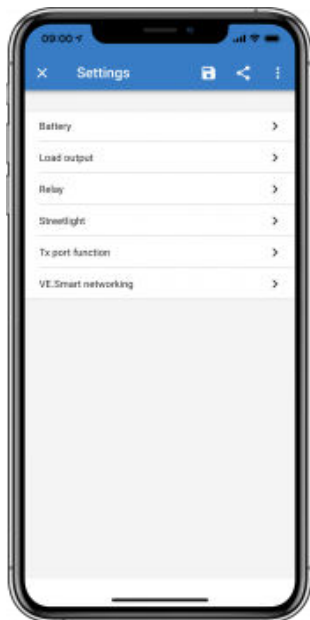 09:00
Settings
Battery
Load output
Relay
Streetlight
Tx port function
VE.Smart networking